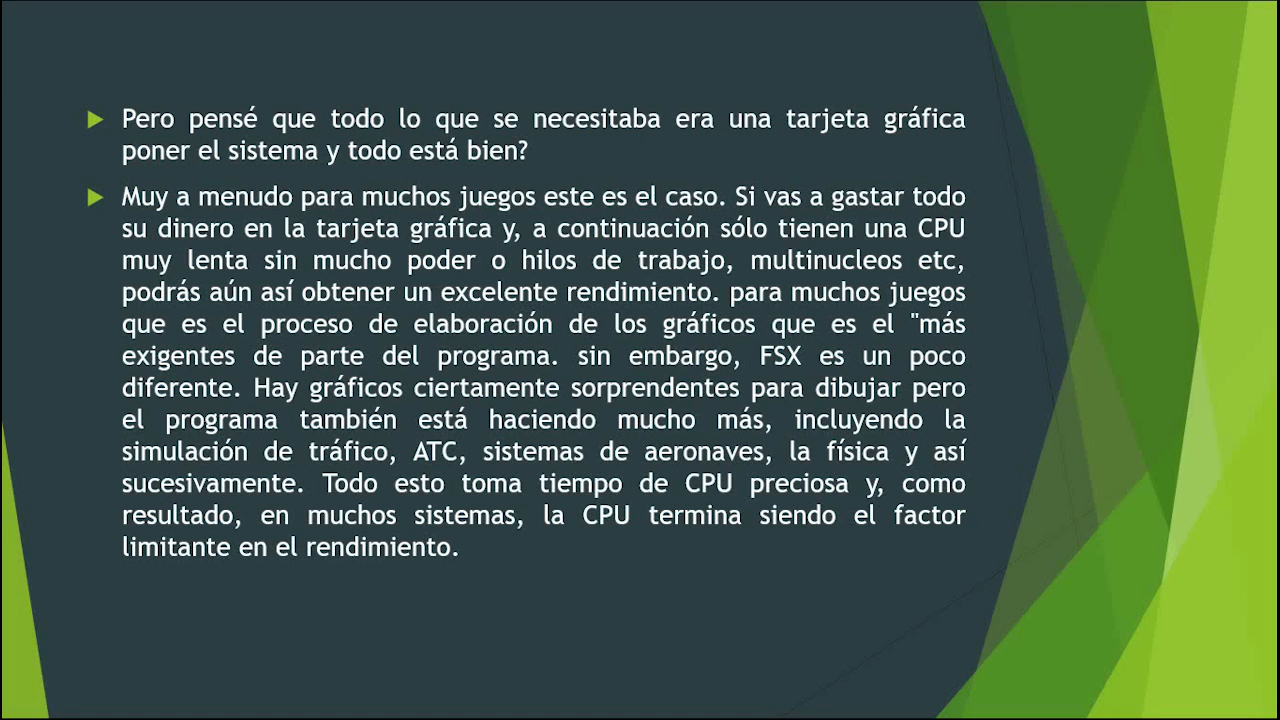 Pero pensé que todo lo que se necesitaba era una tarjeta gráfica
poner el sistema y todo está bien?
Muy a menudo para muchos juegos este es el caso. Si vas a gastar todo
su dinero en la tarjeta gráfica y, a continuación sólo tienen una CPU
muy lenta sin mucho poder o hilos de trabajo, multinucleos etc,
podrás aún así obtener un excelente rendimiento. para muchos juegos
que es el proceso de elaboración de los gráficos que es el "más
exigentes de parte del programa. sin embargo, FSX es un poco
diferente. Hay gráficos ciertamente sorprendentes para dibujar pero
el programa también está haciendo mucho más, incluyendo la
simulación de tráfico, ATC, sistemas de aeronaves, la física y así
sucesivamente. Todo esto toma tiempo de CPU preciosa y, como
resultado, en muchos sistemas, la CPU termina siendo el factor
limitante en el rendimiento.